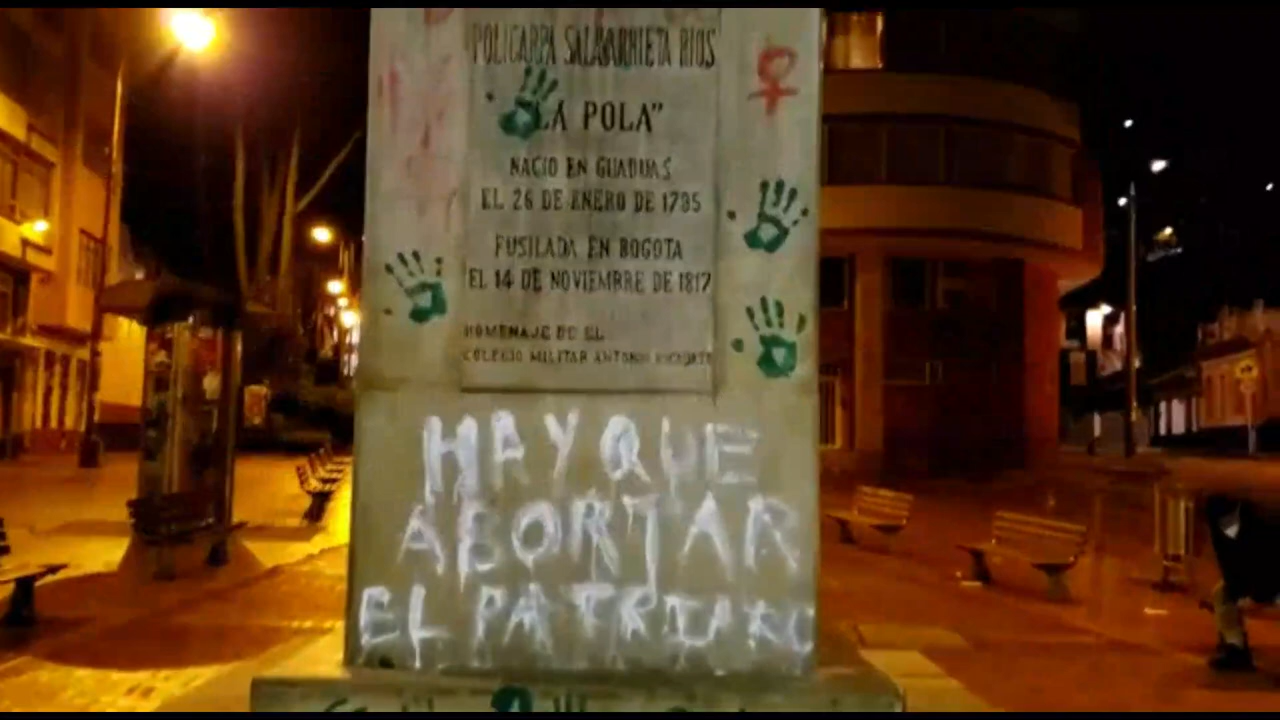 POLICARPA SALAVARRIETA RIOS
"LA POLA"
NACIO EN GUADUAS
EL 26 DE ENERO DE 1795
FUSILADA EN BOGOTA
EL 14 DE NOVIEMBRE DE 1817
HOMENAJE DE EL
COLEGIO MILITAR ANTONIO RICAURTE
HAY QUE
ABORTAR
EL PATRIARC